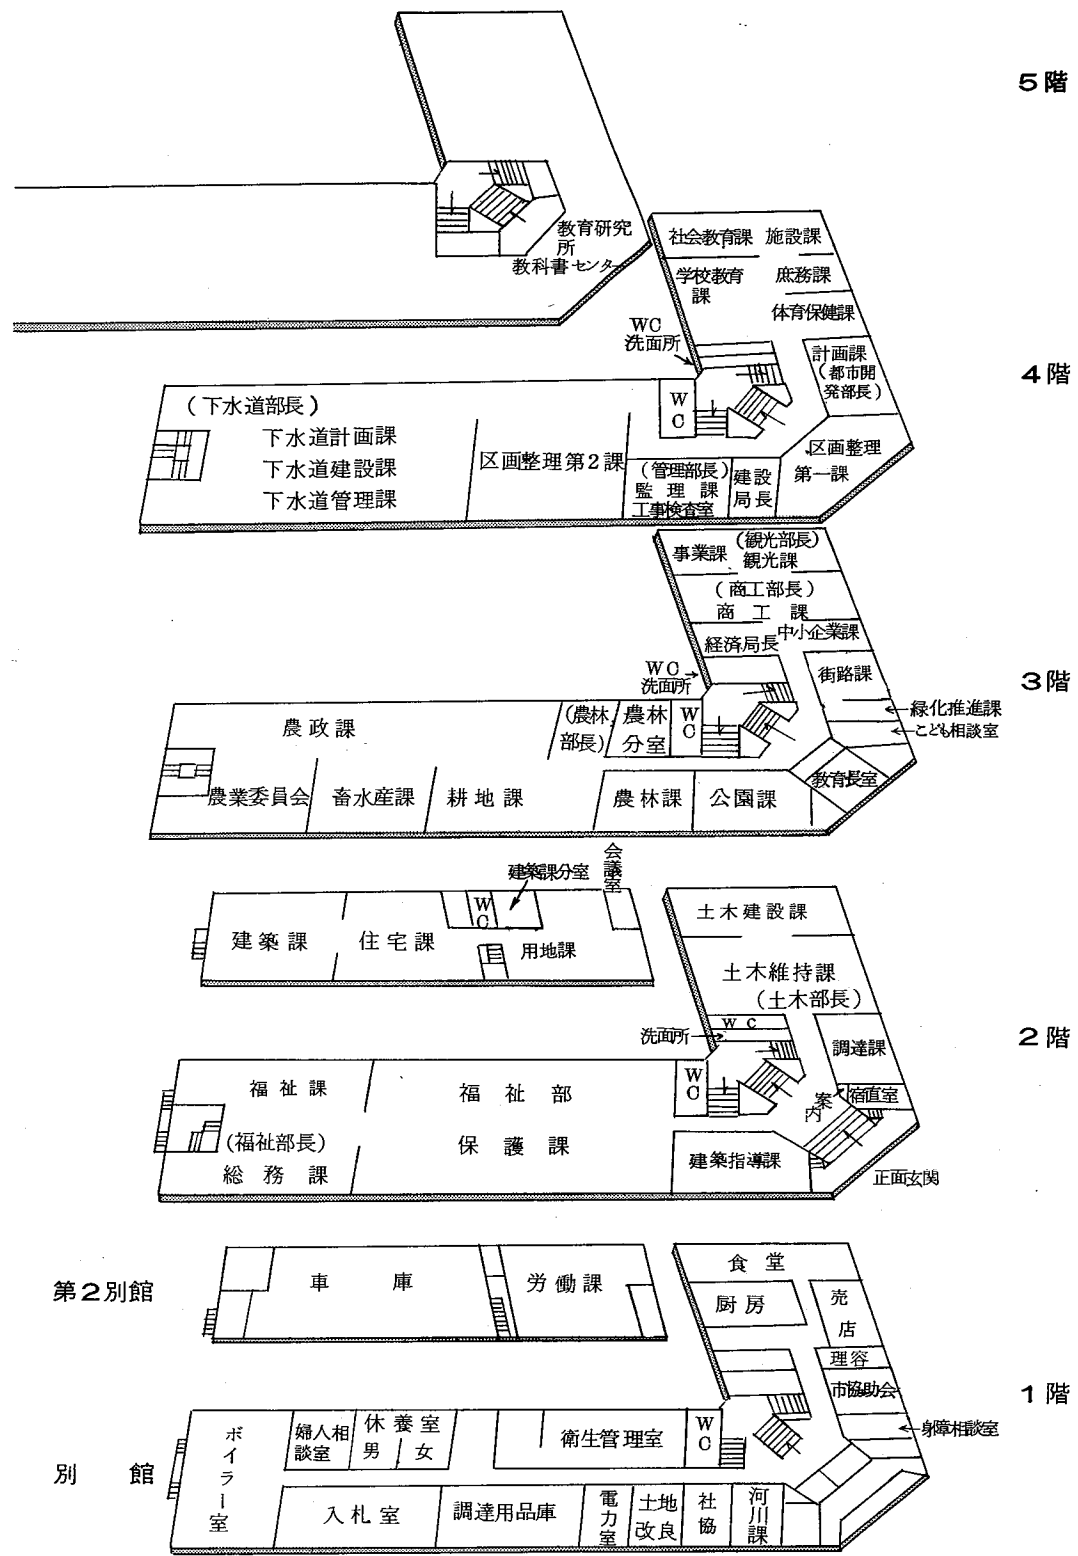 5階
教育研究
所
教科書センター
社会教育課
施設課
学校教育
課
庶務課
体育保健課
WC
洗面所
計画課
(都市開
発部長)
4階
WC
(下水道部長)
下水道計画課
下水道建設課
下水道管理課
区画整理第2課
(管理部長)
監理課
工事検査室
建設
局長
区画整理
第一課
事業課
(観光部長)
観光課
(商工部長)
商工課
経済局長
中小企業課
WC
洗面所
街路課
3階
緑化推進課
こども相談室
農政課
(農林
部長)
農林
分室
WC
教育長室
農業委員会
畜水産課
耕地課
農林課
公園課
会議室
建築課分室
WC
建築課
住宅課
用地課
土木建設課
土木維持課
(土木部長)
WC
洗面所
調達課
2階
福祉課
福祉部
WC
宿直室
案内
(福祉部長)
保護課
総務課
建築指導課
正面玄関
第2別館
車庫
労働課
食堂
厨房
売店
理容
市協助会
1階
身障相談室
別館
ボイラー室
婦人相
談室
休養室
男
女
衛生管理室
WC
入札室
調達用品庫
電力室
土地
改良
社協
河川課